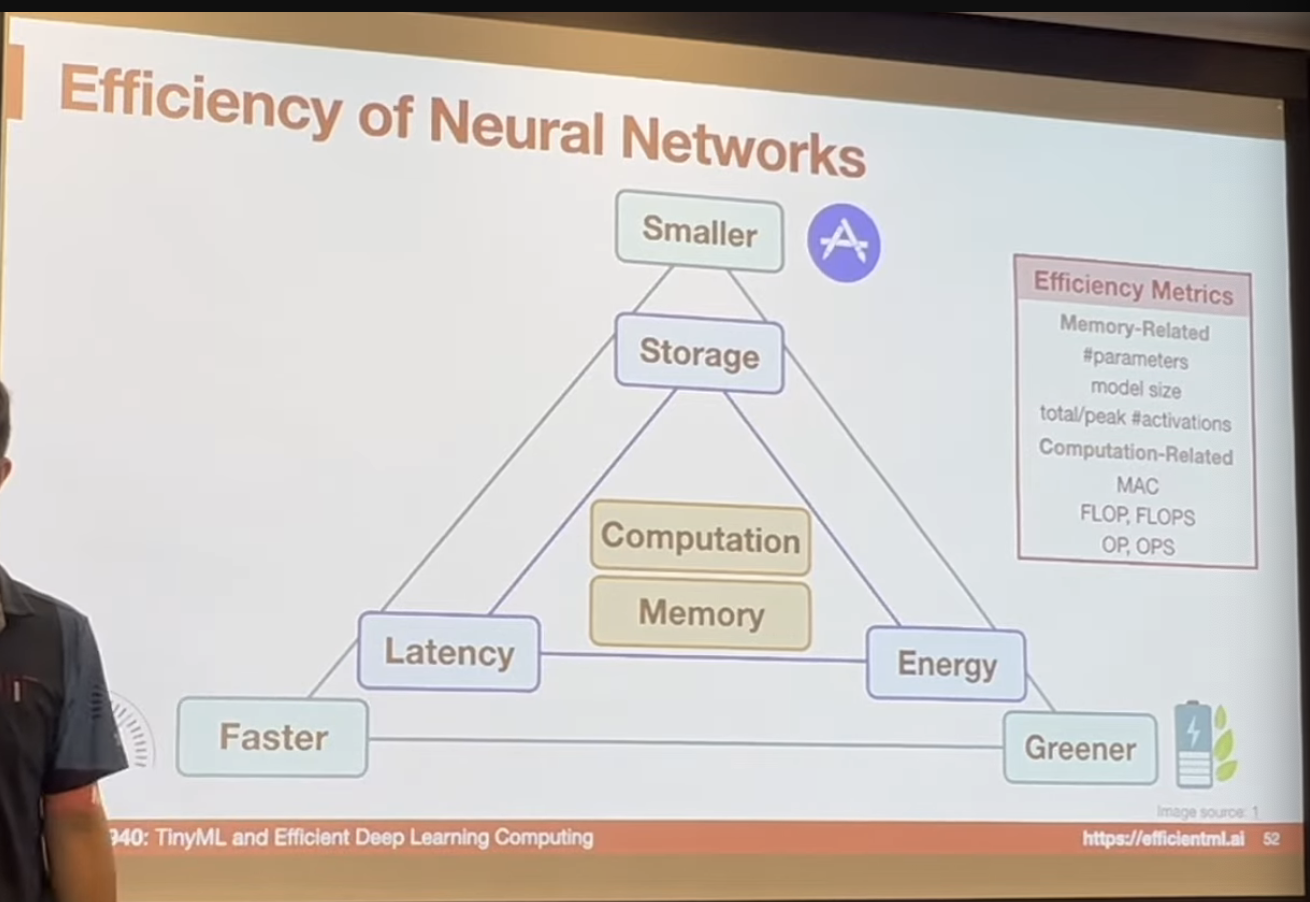 Efficiency of Neural Networks
Smaller
Storage
Computation
Memory
Latency
Energy
Faster
Greener
Efficiency Metrics
Memory-Related
#parameters
model size
total/peak #activations
Computation-Related
MAC
FLOP, FLOPS
OP, OPS
Image source: 1
940: TinyML and Efficient Deep Learning Computing
https://efficientml.ai 52